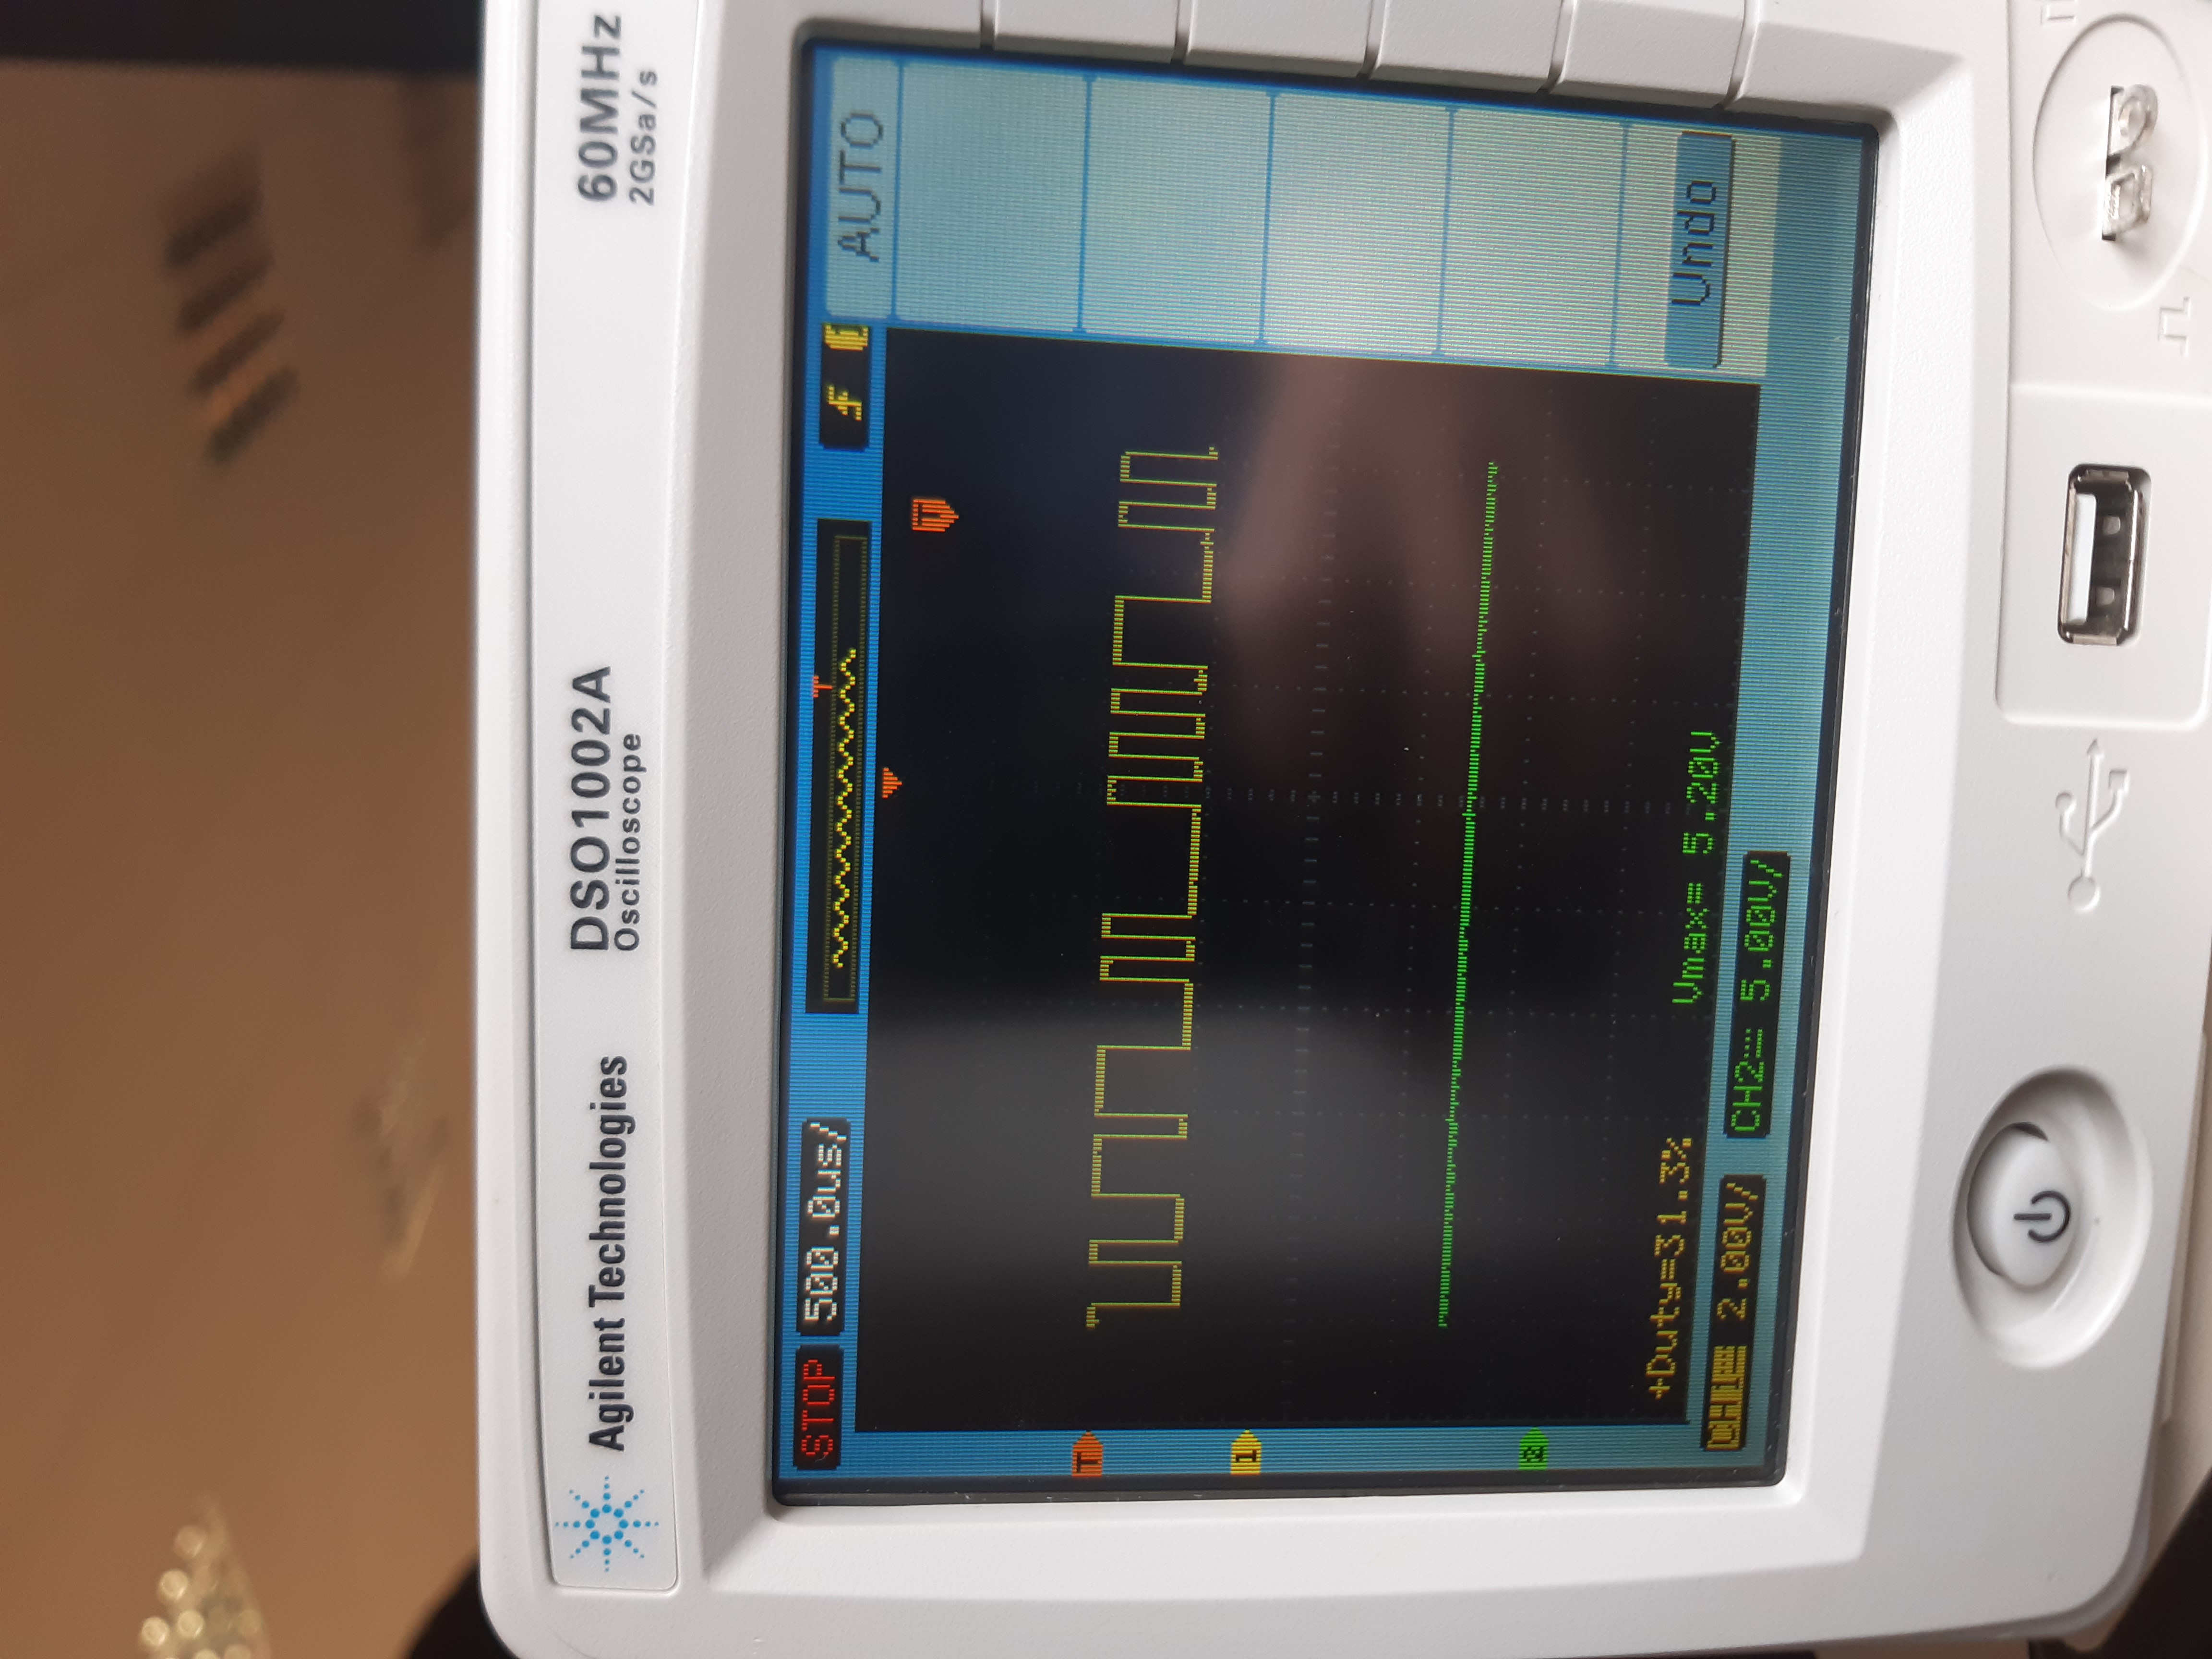 Agilent Technologies
DSO1002A
Oscilloscope
60MHz
2GSa/s
STOP
500.0us/
T
AUTO
T
T
1
2
+Duty=31.3%
Vmax= 5.20V
Undo
2.00V/
CH2 5.00V/